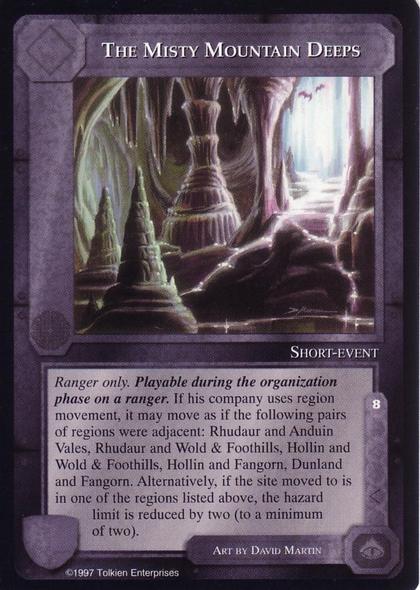 The Misty Mountain Deeps
Short-event
Ranger only. Playable during the organization
phase on a ranger. If his company uses region
movement, it may move as if the following pairs
of regions were adjacent: Rhudaur and Anduin
Vales, Rhudaur and Wold & Foothills, Hollin and
Wold & Foothills, Hollin and Fangorn, Dunland
and Fangorn. Alternatively, if the site moved to is
in one of the regions listed above, the hazard
limit is reduced by two (to a minimum
of two).
8
Art by David Martin
©1997 Tolkien Enterprises